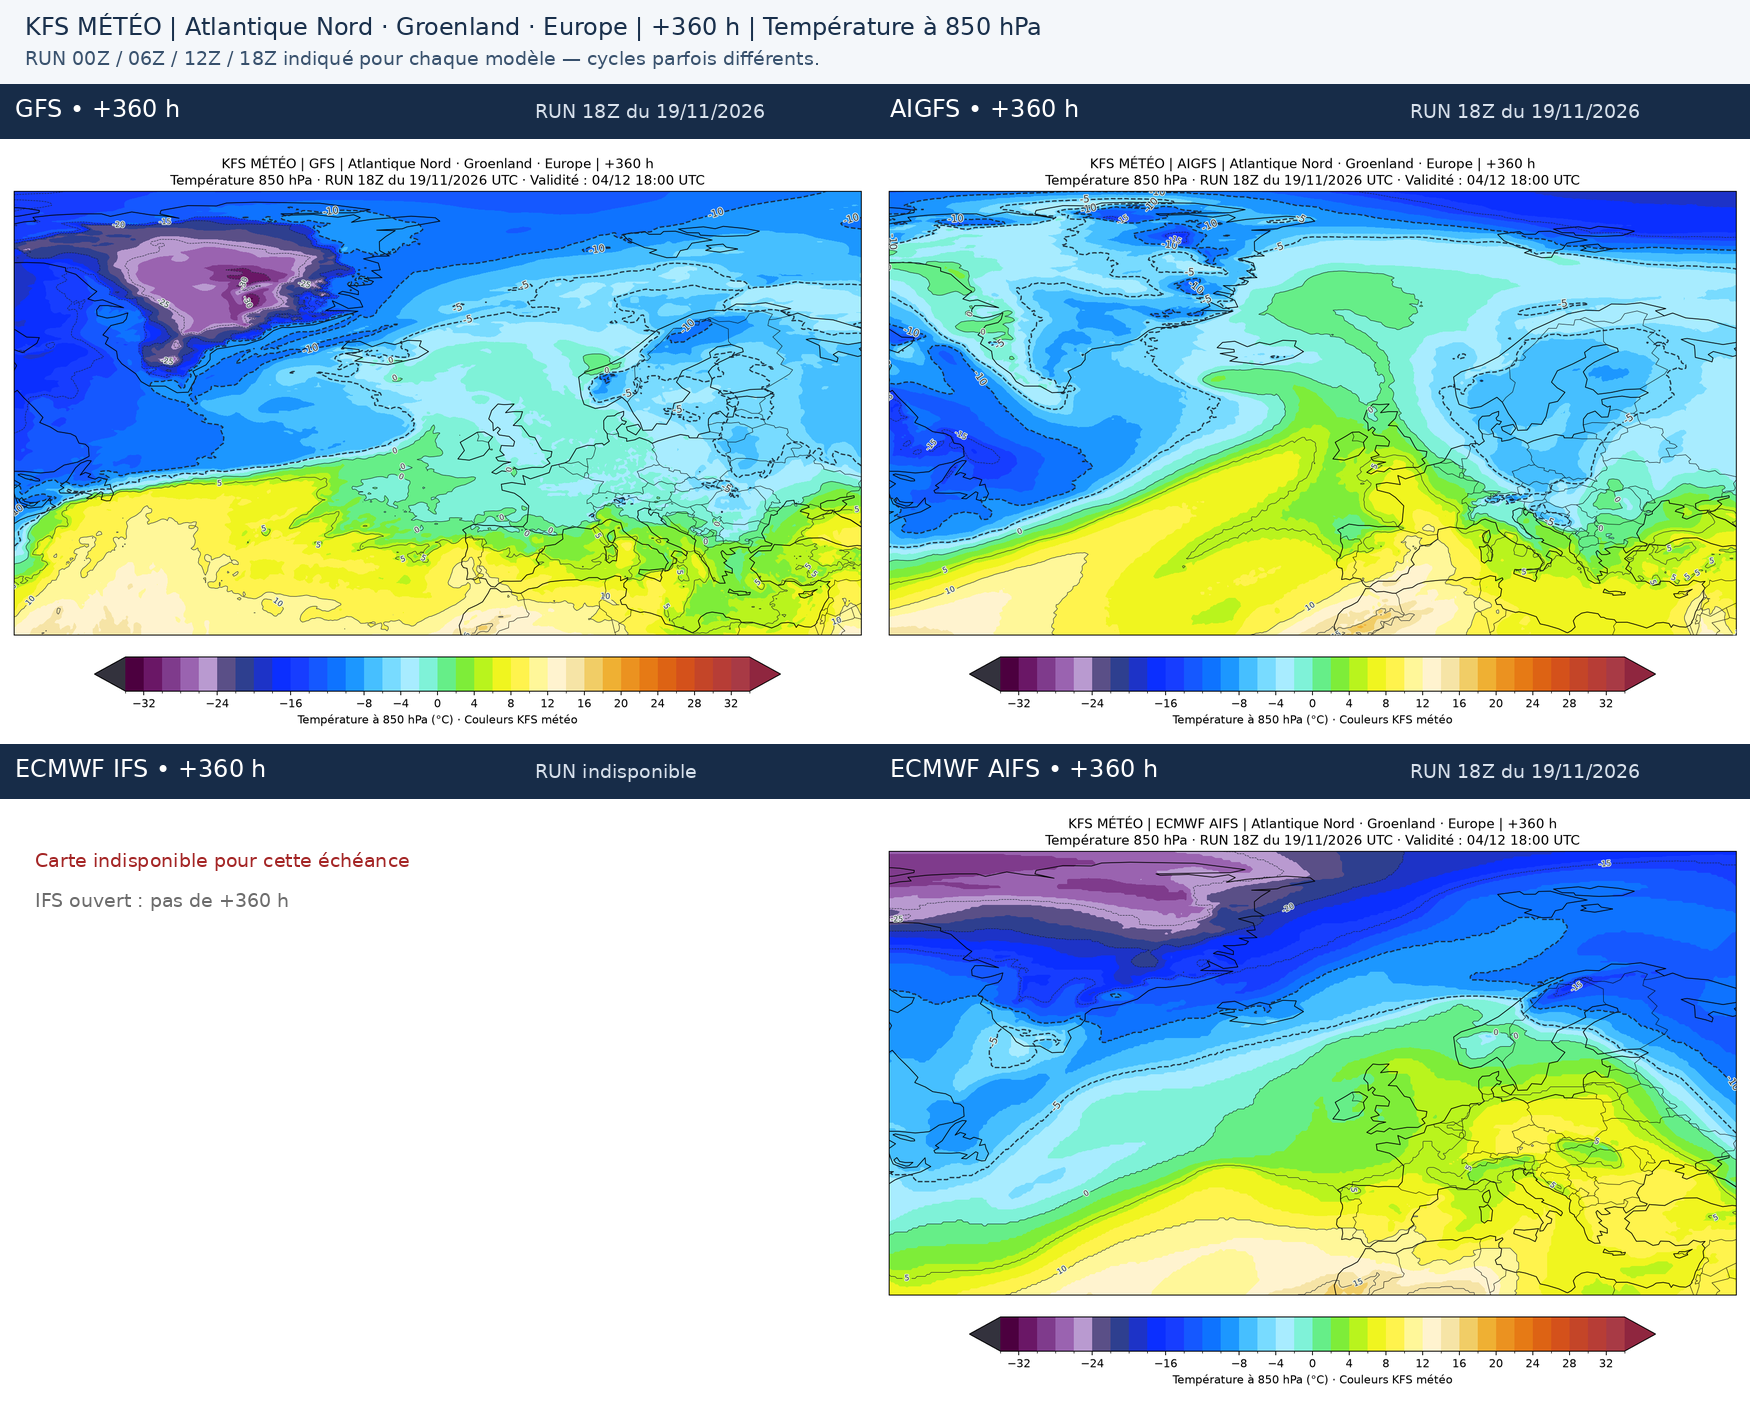 KFS MÉTÉO | Atlantique Nord · Groenland · Europe | +360 h | Température à 850 hPa
RUN 00Z / 06Z / 12Z / 18Z indiqué pour chaque modèle — cycles parfois différents.
GFS • +360 h
RUN 18Z du 19/11/2026
KFS MÉTÉO | GFS | Atlantique Nord · Groenland · Europe | +360 h
Température 850 hPa · RUN 18Z du 19/11/2026 UTC · Validité : 04/12 18:00 UTC
−32 −24 −16 −8 −4 0 4 8 12 16 20 24 28 32
Température à 850 hPa (°C) · Couleurs KFS météo
AIGFS • +360 h
RUN 18Z du 19/11/2026
KFS MÉTÉO | AIGFS | Atlantique Nord · Groenland · Europe | +360 h
Température 850 hPa · RUN 18Z du 19/11/2026 UTC · Validité : 04/12 18:00 UTC
−32 −24 −16 −8 −4 0 4 8 12 16 20 24 28 32
Température à 850 hPa (°C) · Couleurs KFS météo
ECMWF IFS • +360 h
RUN indisponible
Carte indisponible pour cette échéance
IFS ouvert : pas de +360 h
ECMWF AIFS • +360 h
RUN 18Z du 19/11/2026
KFS MÉTÉO | ECMWF AIFS | Atlantique Nord · Groenland · Europe | +360 h
Température 850 hPa · RUN 18Z du 19/11/2026 UTC · Validité : 04/12 18:00 UTC
−32 −24 −16 −8 −4 0 4 8 12 16 20 24 28 32
Température à 850 hPa (°C) · Couleurs KFS météo